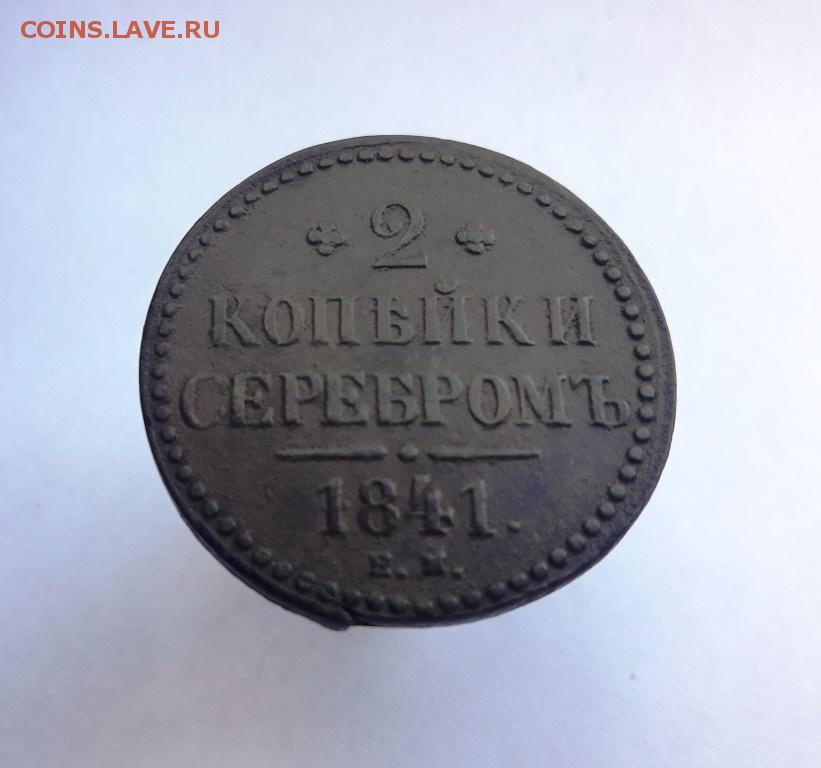 COINS.LAVE.RU
2
КОПѢЙКИ
СЕРЕБРОМЪ
1841.
Е. М.